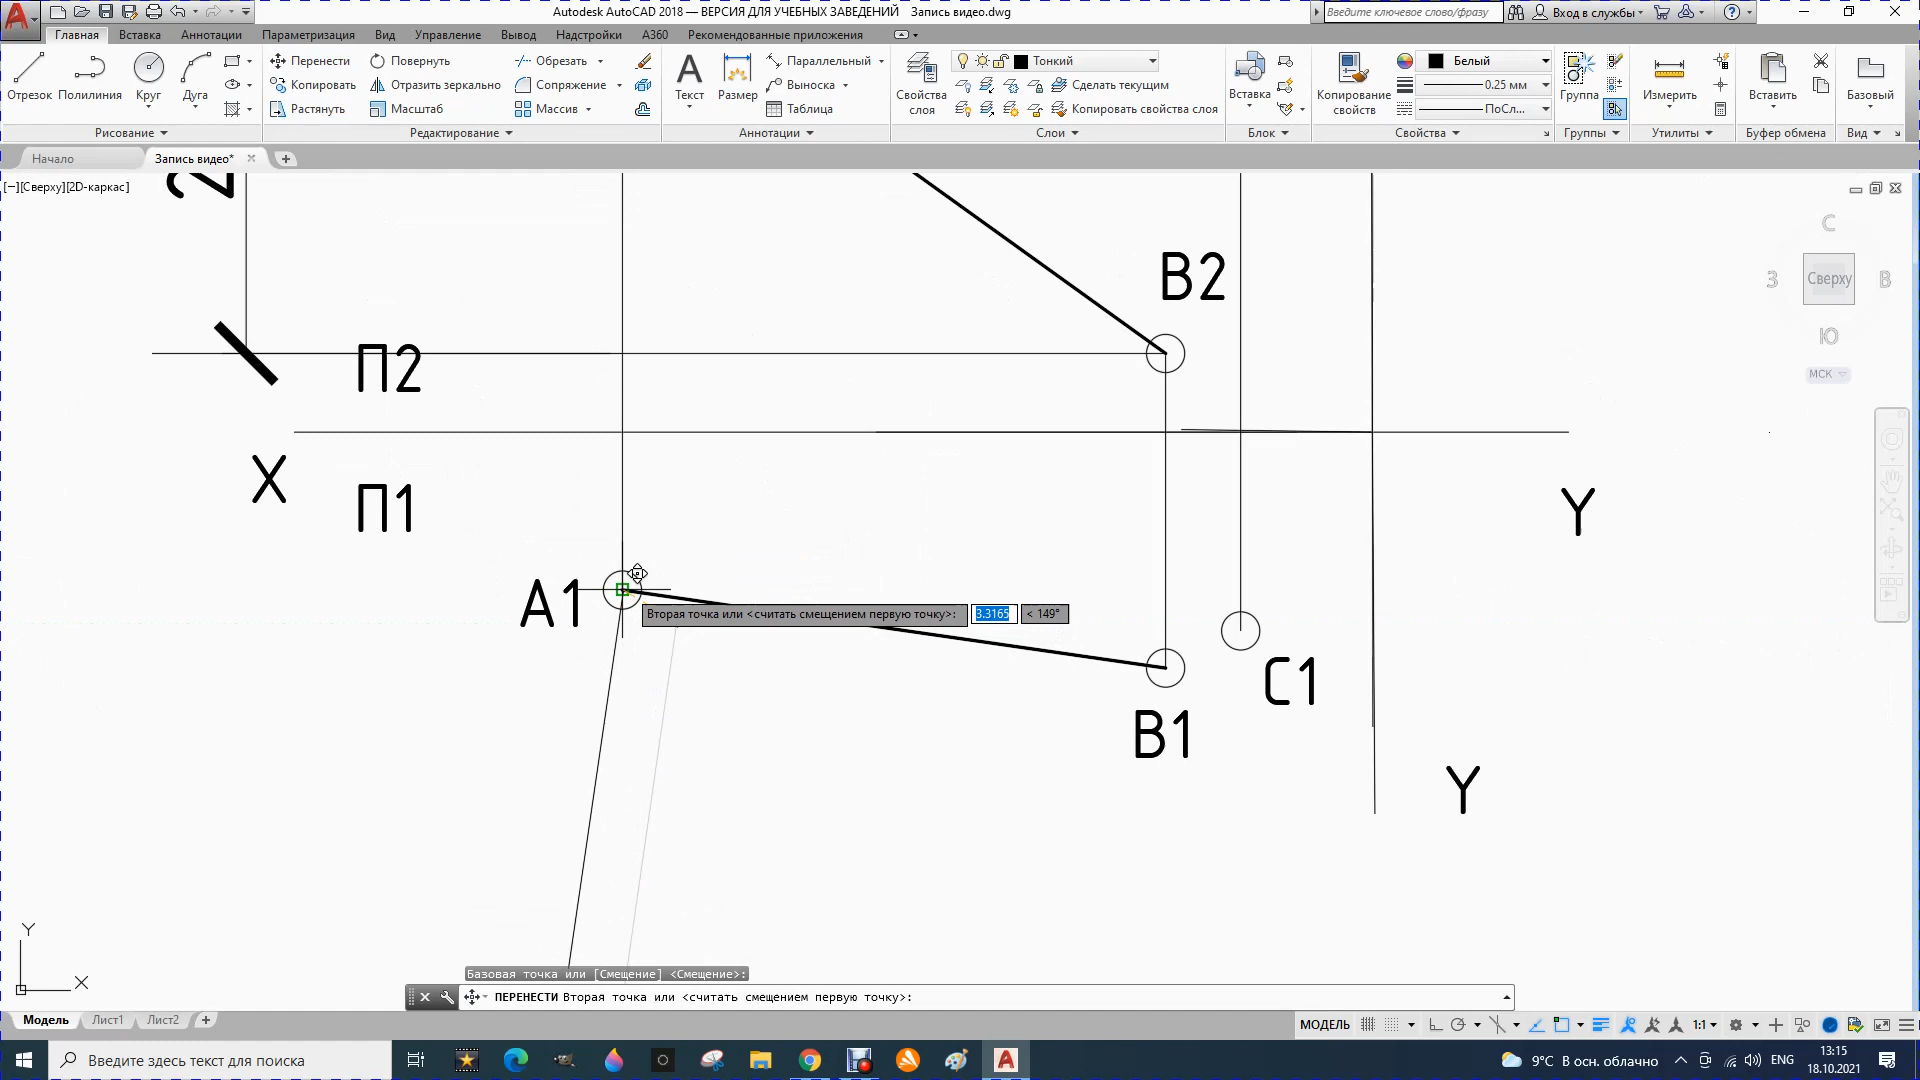 Autodesk AutoCAD 2018 — ВЕРСИЯ ДЛЯ УЧЕБНЫХ ЗАВЕДЕНИЙ Запись видео.dwg
Введите ключевое слово/фразу
Вход в службы
Главная Вставка Аннотации Параметризация Вид Управление Вывод Надстройки A360 Рекомендованные приложения
Отрезок Полилиния Круг Дуга
Перенести Повернуть Обрезать
Копировать Отразить зеркально Сопряжение
Растянуть Масштаб Массив
Текст Размер
Параллельный
Выноска
Таблица
Свойства слоя
Тонкий
Сделать текущим
Копировать свойства слоя
Вставка
Копирование свойств
Белый
0.25 мм
ПоСл...
Группа
Измерить
Вставить
Базовый
Рисование Редактирование Аннотации Слои Блок Свойства Группы Утилиты Буфер обмена Вид
Начало Запись видео*
[−][Сверху][2D-каркас]
2
С
З Сверху В
Ю
МСК
B2
П2
X
П1
Y
A1
Вторая точка или <считать смещением первую точку>: 3.3165 < 149°
C1
B1
Y
Y
X
Базовая точка или [Смещение] <Смещение>:
ПЕРЕНЕСТИ Вторая точка или <считать смещением первую точку>:
Модель Лист1 Лист2
МОДЕЛЬ 1:1
Введите здесь текст для поиска
9°C В осн. облачно
ENG
13:15
18.10.2021